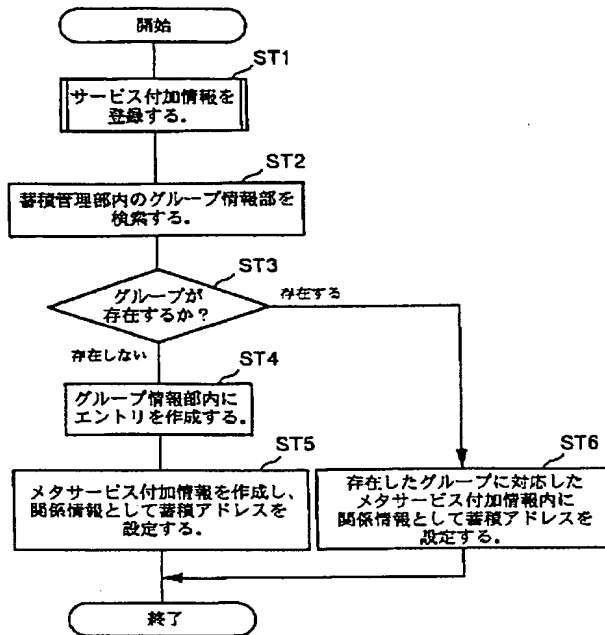 開始
ST1
サービス付加情報を
登録する。
ST2
蓄積管理部内のグループ情報部を
検索する。
ST3
グループが
存在するか？
存在する
存在しない
ST4
グループ情報部内に
エントリを作成する。
ST5
メタサービス付加情報を作成し、
関係情報として蓄積アドレスを
設定する。
ST6
存在したグループに対応した
メタサービス付加情報内に
関係情報として蓄積アドレスを
設定する。
終了